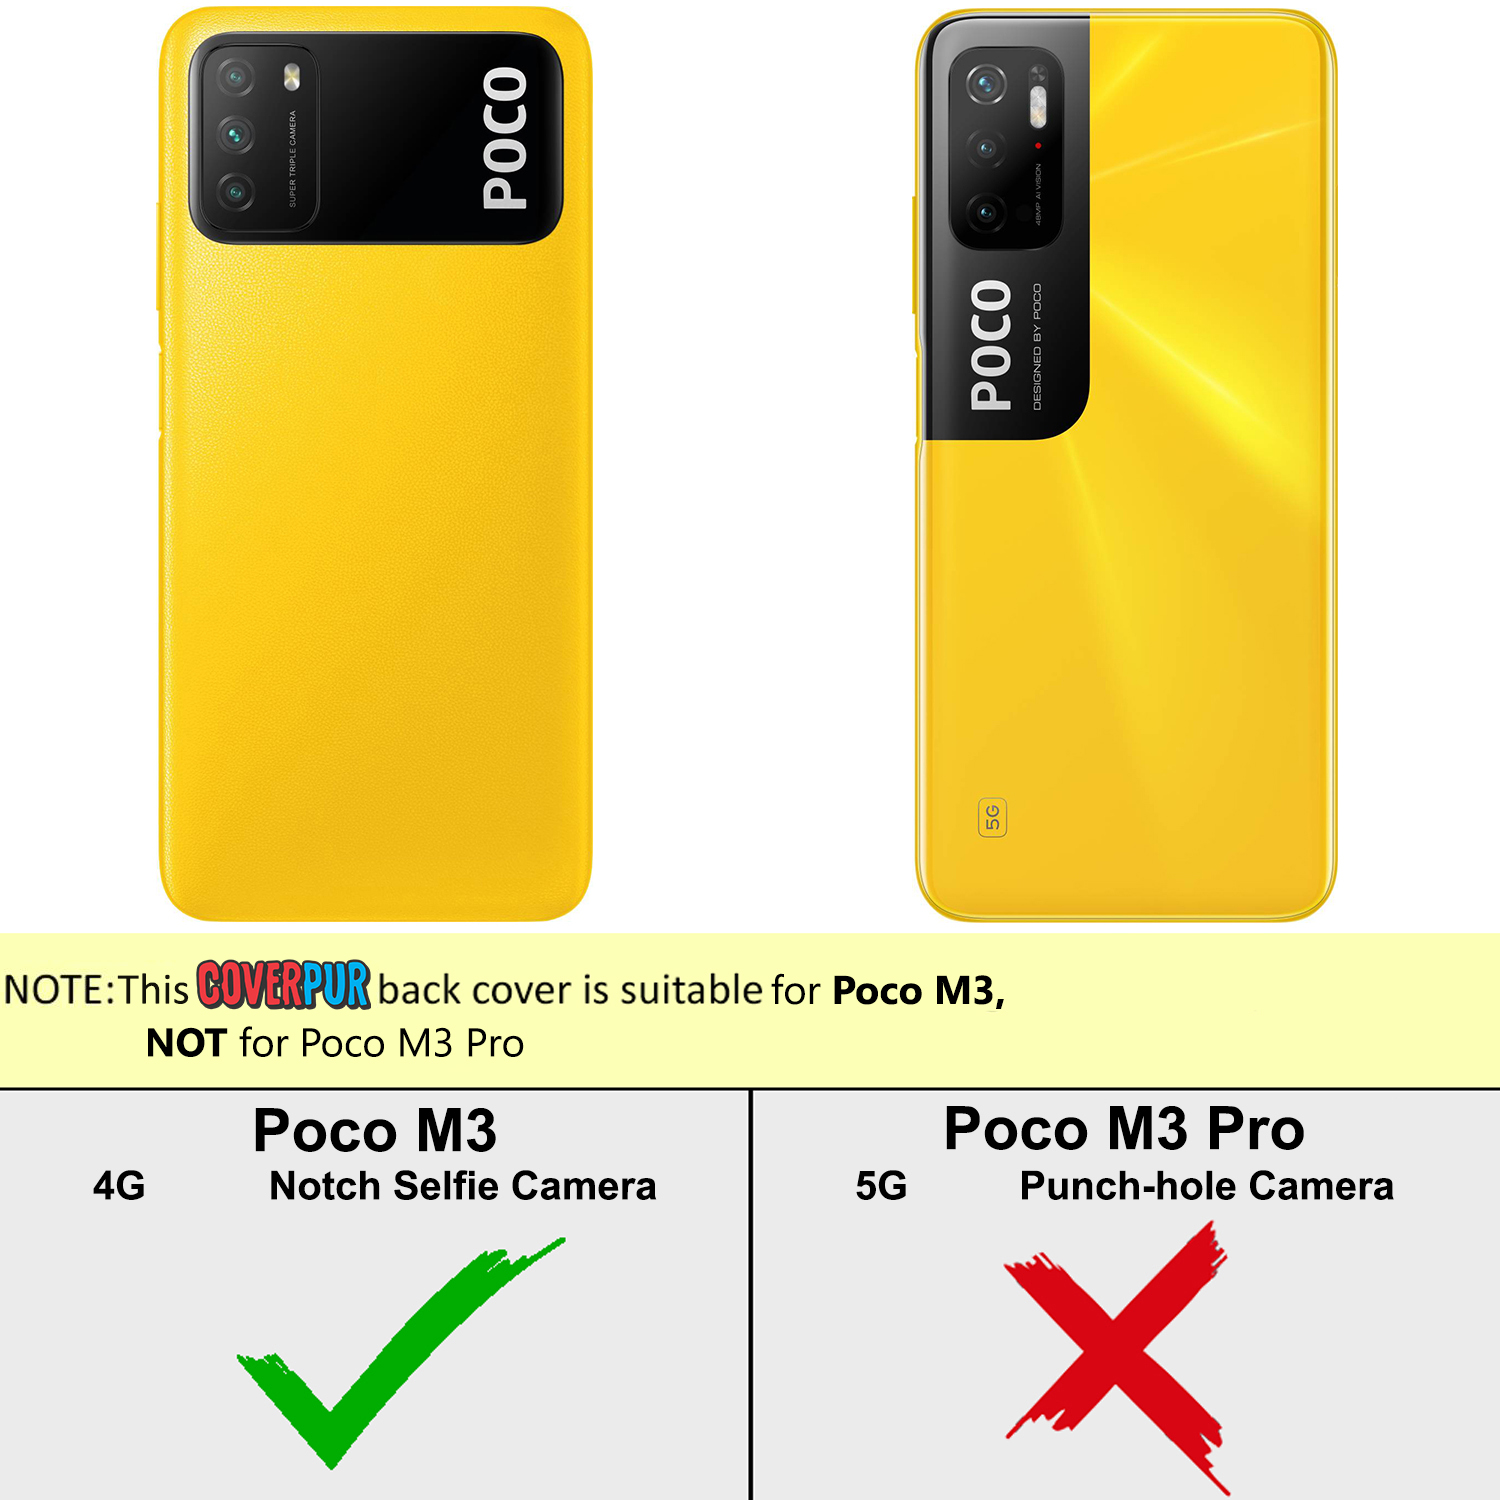 SUPER TRIPLE CAMERA
POCO
48MP AI VISION
POCO
DESIGNED BY POCO
5G
NOTE: This COVERPUR back cover is suitable for Poco M3,
NOT for Poco M3 Pro
Poco M3
4G Notch Selfie Camera
Poco M3 Pro
5G Punch-hole Camera